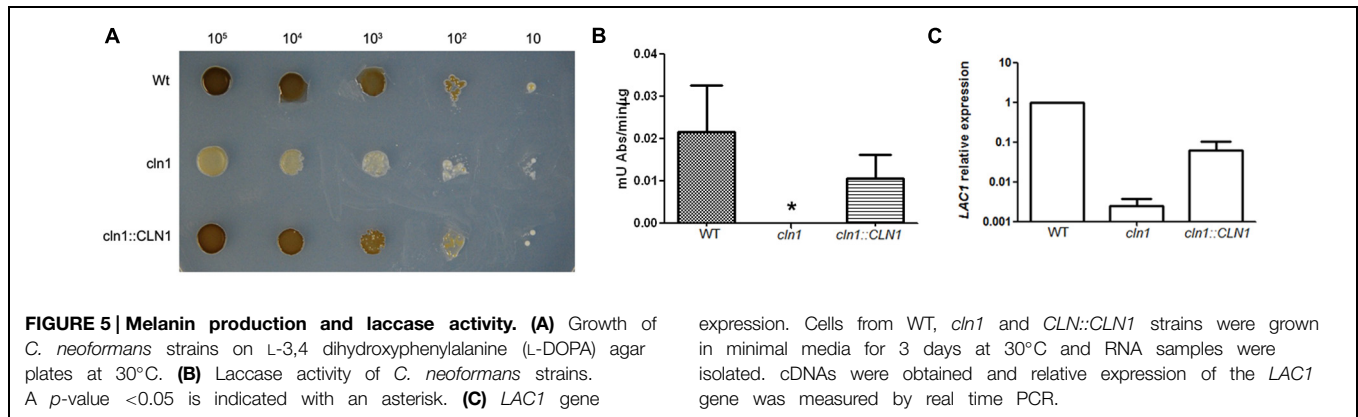 A
10⁵ 10⁴ 10³ 10² 10
Wt
cln1
cln1::CLN1
B
0.04
0.03
0.02
0.01
0.00
mU Abs/min/µg
*
WT cln1 cln1::CLN1
C
10
1
0.1
0.01
0.001
LAC1 relative expression
WT cln1 cln1::CLN1
FIGURE 5 | Melanin production and laccase activity. (A) Growth of
C. neoformans strains on L-3,4 dihydroxyphenylalanine (L-DOPA) agar
plates at 30°C. (B) Laccase activity of C. neoformans strains.
A p-value <0.05 is indicated with an asterisk. (C) LAC1 gene
expression. Cells from WT, cln1 and CLN::CLN1 strains were grown
in minimal media for 3 days at 30°C and RNA samples were
isolated. cDNAs were obtained and relative expression of the LAC1
gene was measured by real time PCR.